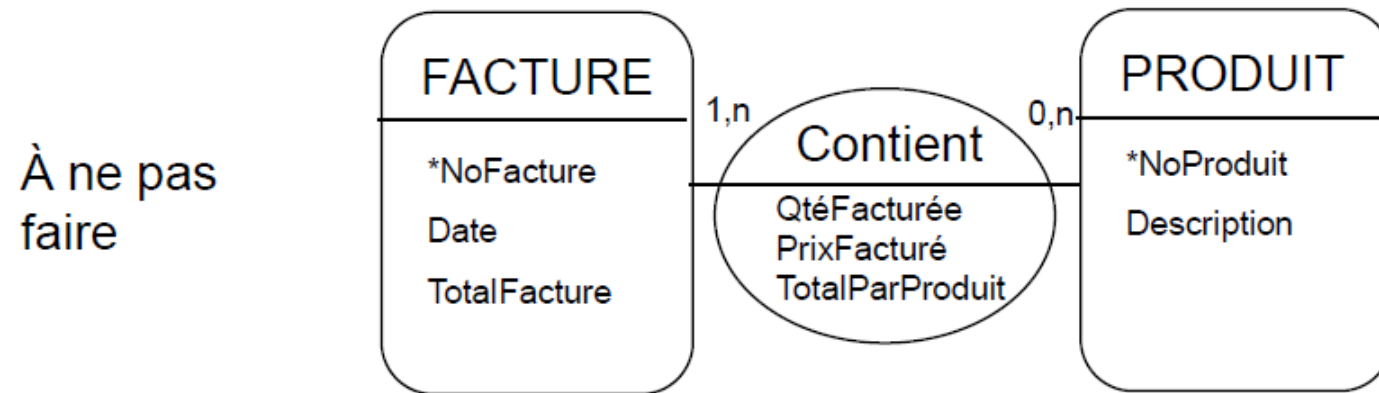 À ne pas
faire
FACTURE
*NoFacture
Date
TotalFacture
1,n
Contient
QtéFacturée
PrixFacturé
TotalParProduit
0,n
PRODUIT
*NoProduit
Description